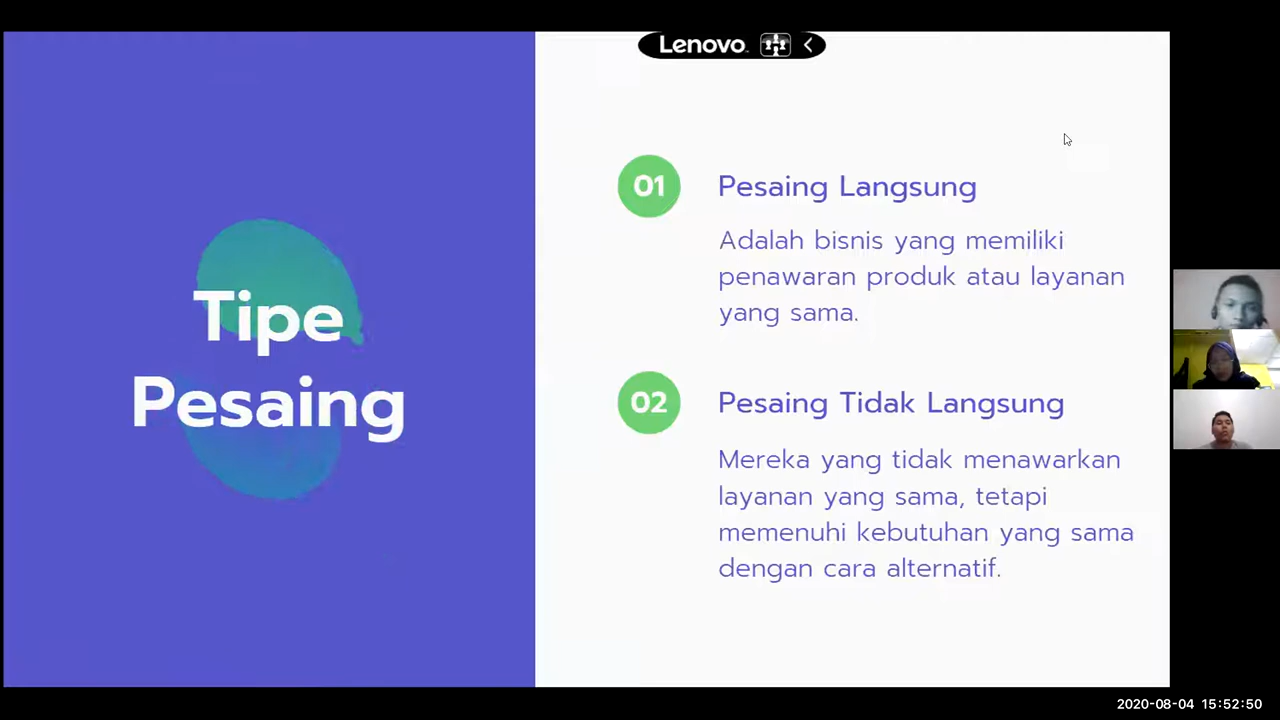 Lenovo
Tipe
Pesaing
01
Pesaing Langsung
Adalah bisnis yang memiliki
penawaran produk atau layanan
yang sama.
02
Pesaing Tidak Langsung
Mereka yang tidak menawarkan
layanan yang sama, tetapi
memenuhi kebutuhan yang sama
dengan cara alternatif.
2020-08-04 15:52:50